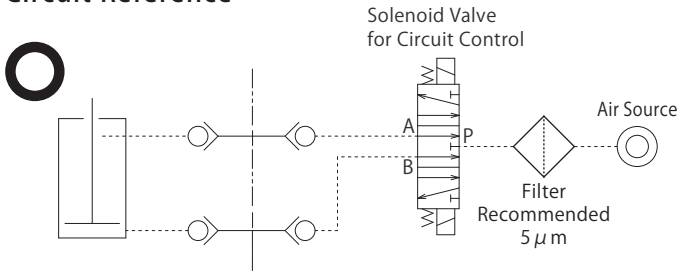 Circuit Reference
Solenoid Valve
for Circuit Control
Air Source
A
P
B
Filter
Recommended
5 μ m